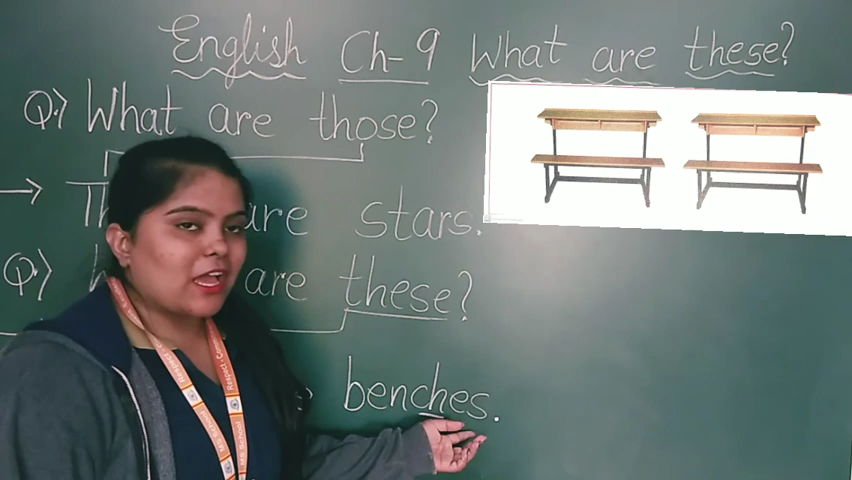 English Ch-9 What are these?
Q.) What are those?
→ are stars.
Q.) are these?
benches.